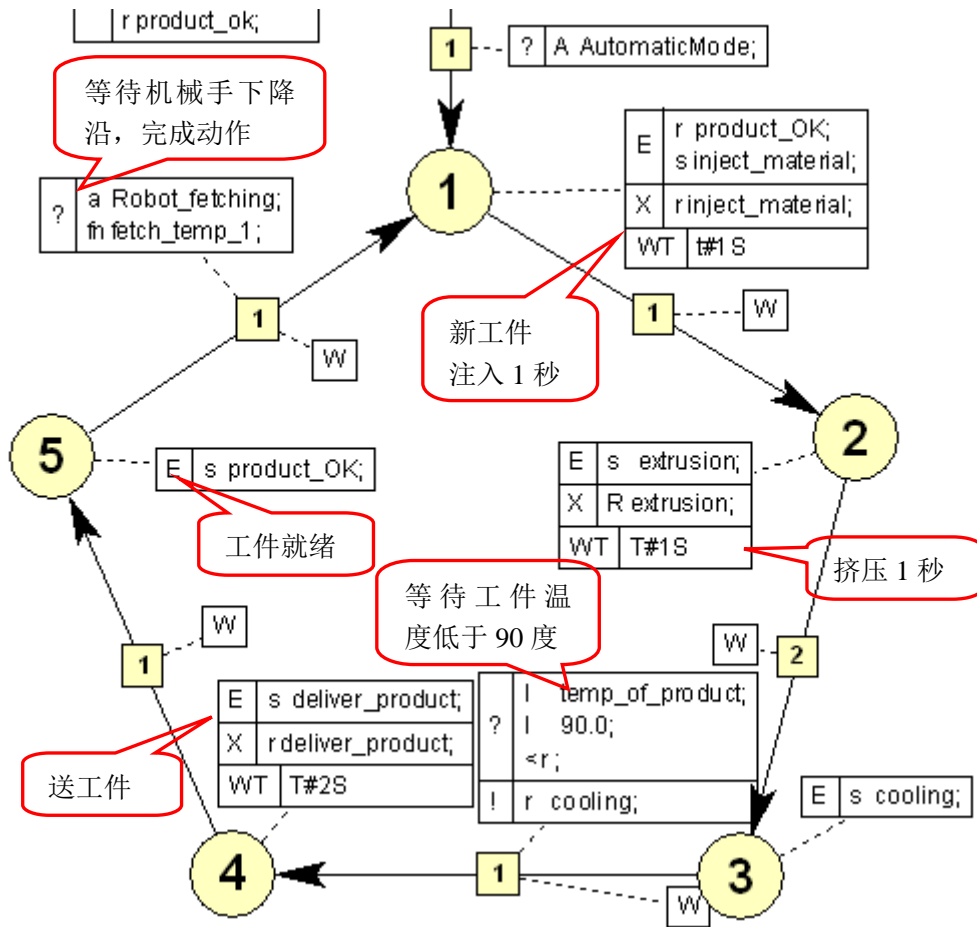 r product_ok;
1
? A AutomaticMode;
等待机械手下降
沿，完成动作
? a Robot_fetching;
fn fetch_temp_1;
1
E r product_OK;
s inject_material;
X r inject_material;
WT t#1S
1
W
1
W
新工件
注入 1 秒
2
5
E s product_OK;
工件就绪
E s extrusion;
X R extrusion;
WT T#1S
挤压 1 秒
等待工件温
度低于 90 度
W
1
W
2
E s deliver_product;
X r deliver_product;
WT T#2S
送工件
? l temp_of_product;
l 90.0;
<r ;
! r cooling;
E s cooling;
4
1
3
W